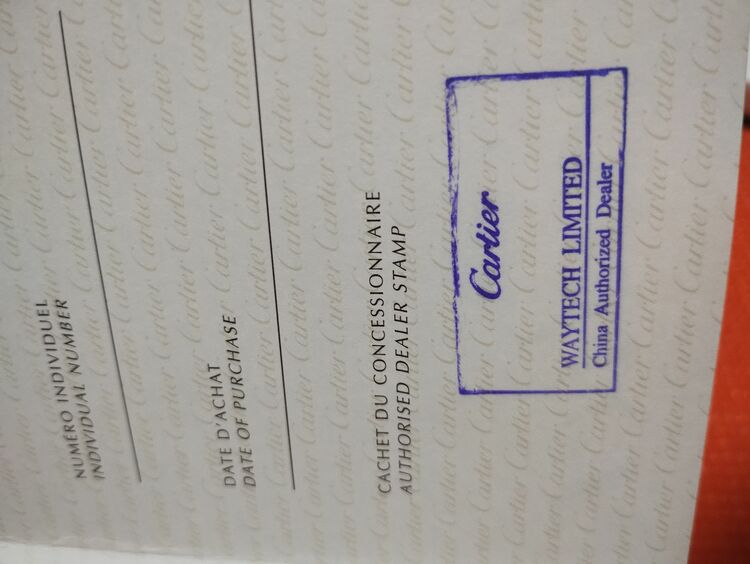 NUMÉRO INDIVIDUEL
INDIVIDUAL NUMBER
DATE D'ACHAT
DATE OF PURCHASE
CACHET DU CONCESSIONNAIRE
AUTHORISED DEALER STAMP
Cartier
WAYTECH LIMITED
China Authorized Dealer